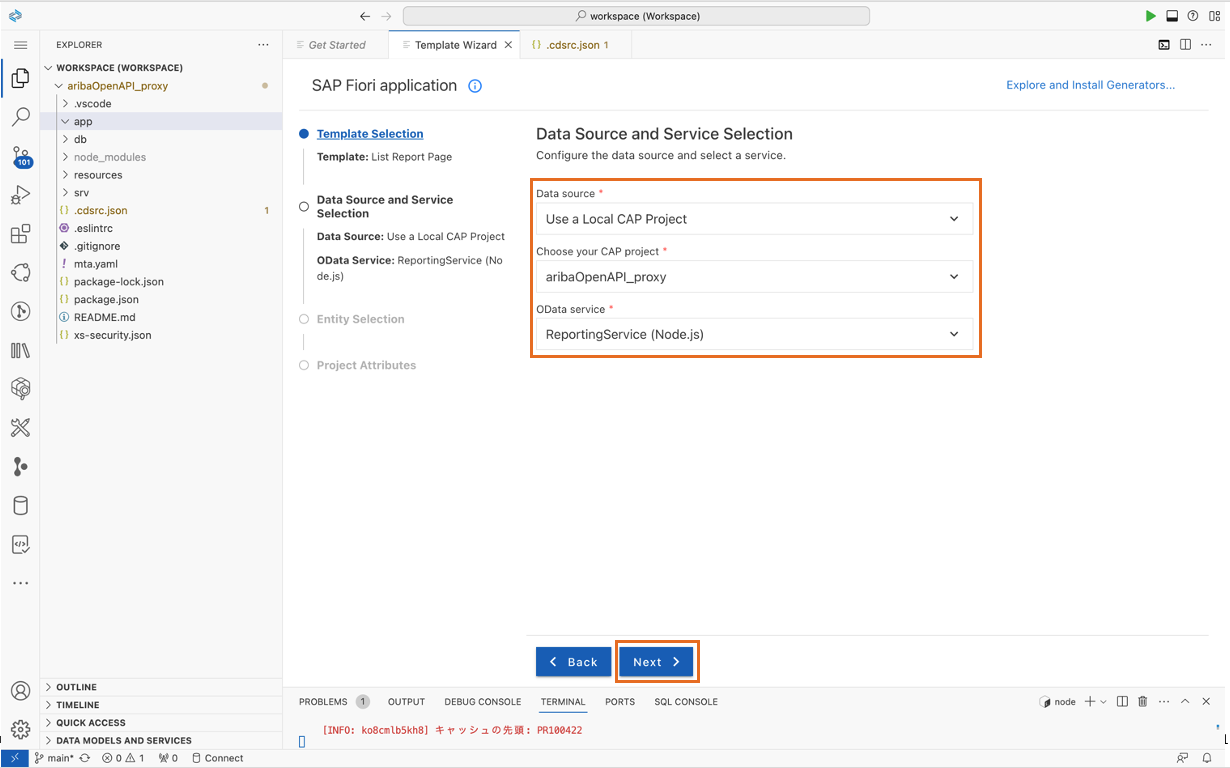 workspace (Workspace)
EXPLORER
Get Started
Template Wizard
{} .cdsrc.json 1
WORKSPACE (WORKSPACE)
aribaOpenAPI_proxy
.vscode
app
db
node_modules
resources
srv
{} .cdsrc.json 1
.eslintrc
.gitignore
! mta.yaml
{} package-lock.json
{} package.json
README.md
{} xs-security.json
101
OUTLINE
TIMELINE
QUICK ACCESS
DATA MODELS AND SERVICES
SAP Fiori application
Explore and Install Generators...
Template Selection
Template: List Report Page
Data Source and Service
Selection
Data Source: Use a Local CAP Project
OData Service: ReportingService (No
de.js)
Entity Selection
Project Attributes
Data Source and Service Selection
Configure the data source and select a service.
Data source *
Use a Local CAP Project
Choose your CAP project *
aribaOpenAPI_proxy
OData service *
ReportingService (Node.js)
Back
Next
PROBLEMS 1 OUTPUT DEBUG CONSOLE TERMINAL PORTS SQL CONSOLE
node
[INFO: ko8cmlb5kh8] キャッシュの先頭: PR100422
main* 0 1 0 Connect